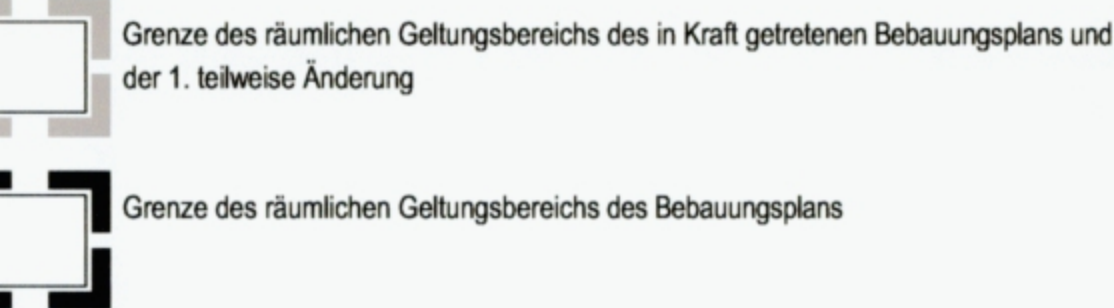 Grenze des räumlichen Geltungsbereichs des in Kraft getretenen Bebauungsplans und
der 1. teilweise Änderung
Grenze des räumlichen Geltungsbereichs des Bebauungsplans